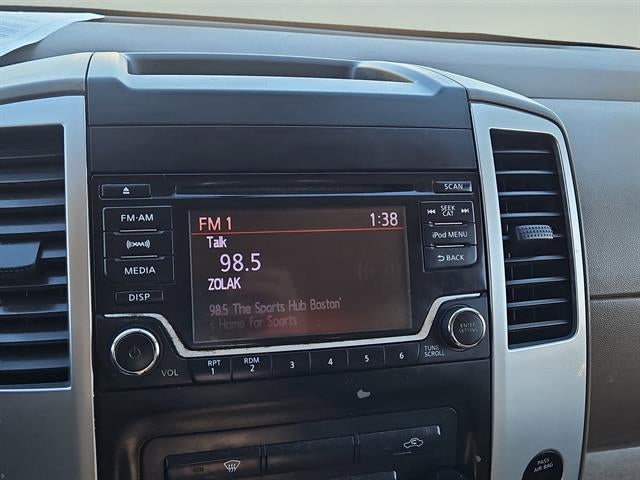 SCAN
FM·AM
SEEK
CAT
iPod MENU
MEDIA
BACK
DISP
FM 1
1:38
Talk
98.5
ZOLAK
98.5 The Sports Hub Boston'
s Home for Sports
VOL
RPT
1
RDM
2
3
4
5
6
TUNE
SCROLL
ENTER
SETTING
PASS
AIR BAG